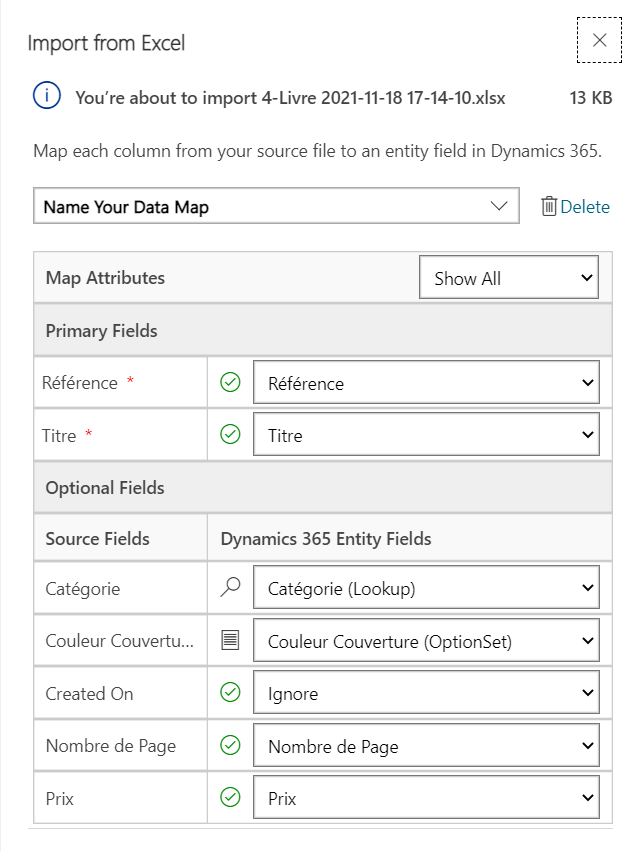 Import from Excel
You're about to import 4-Livre 2021-11-18 17-14-10.xlsx 13 KB
Map each column from your source file to an entity field in Dynamics 365.
Name Your Data Map Delete
Map Attributes Show All
Primary Fields
Référence * Référence
Titre * Titre
Optional Fields
Source Fields Dynamics 365 Entity Fields
Catégorie Catégorie (Lookup)
Couleur Couvertu... Couleur Couverture (OptionSet)
Created On Ignore
Nombre de Page Nombre de Page
Prix Prix